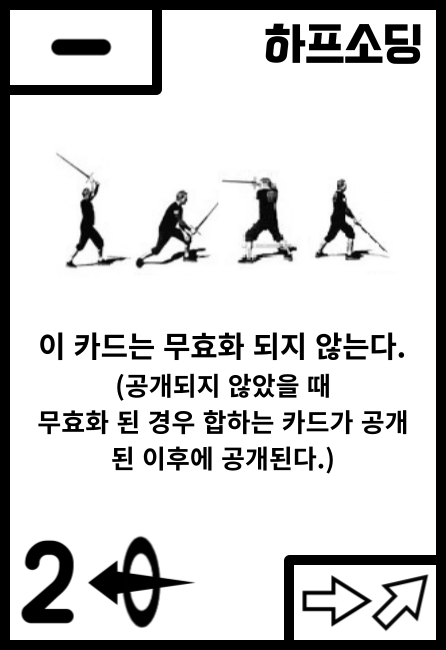 하프소딩
이 카드는 무효화 되지 않는다.
(공개되지 않았을 때
무효화 된 경우 합하는 카드가 공개
된 이후에 공개된다.)
2